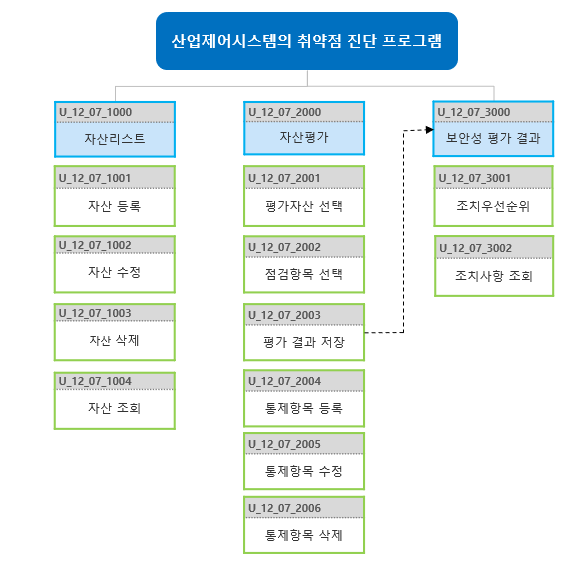 산업제어시스템의 취약점 진단 프로그램
U_12_07_1000
자산리스트
U_12_07_1001
자산 등록
U_12_07_1002
자산 수정
U_12_07_1003
자산 삭제
U_12_07_1004
자산 조회
U_12_07_2000
자산평가
U_12_07_2001
평가자산 선택
U_12_07_2002
점검항목 선택
U_12_07_2003
평가 결과 저장
U_12_07_2004
통제항목 등록
U_12_07_2005
통제항목 수정
U_12_07_2006
통제항목 삭제
U_12_07_3000
보안성 평가 결과
U_12_07_3001
조치우선순위
U_12_07_3002
조치사항 조회